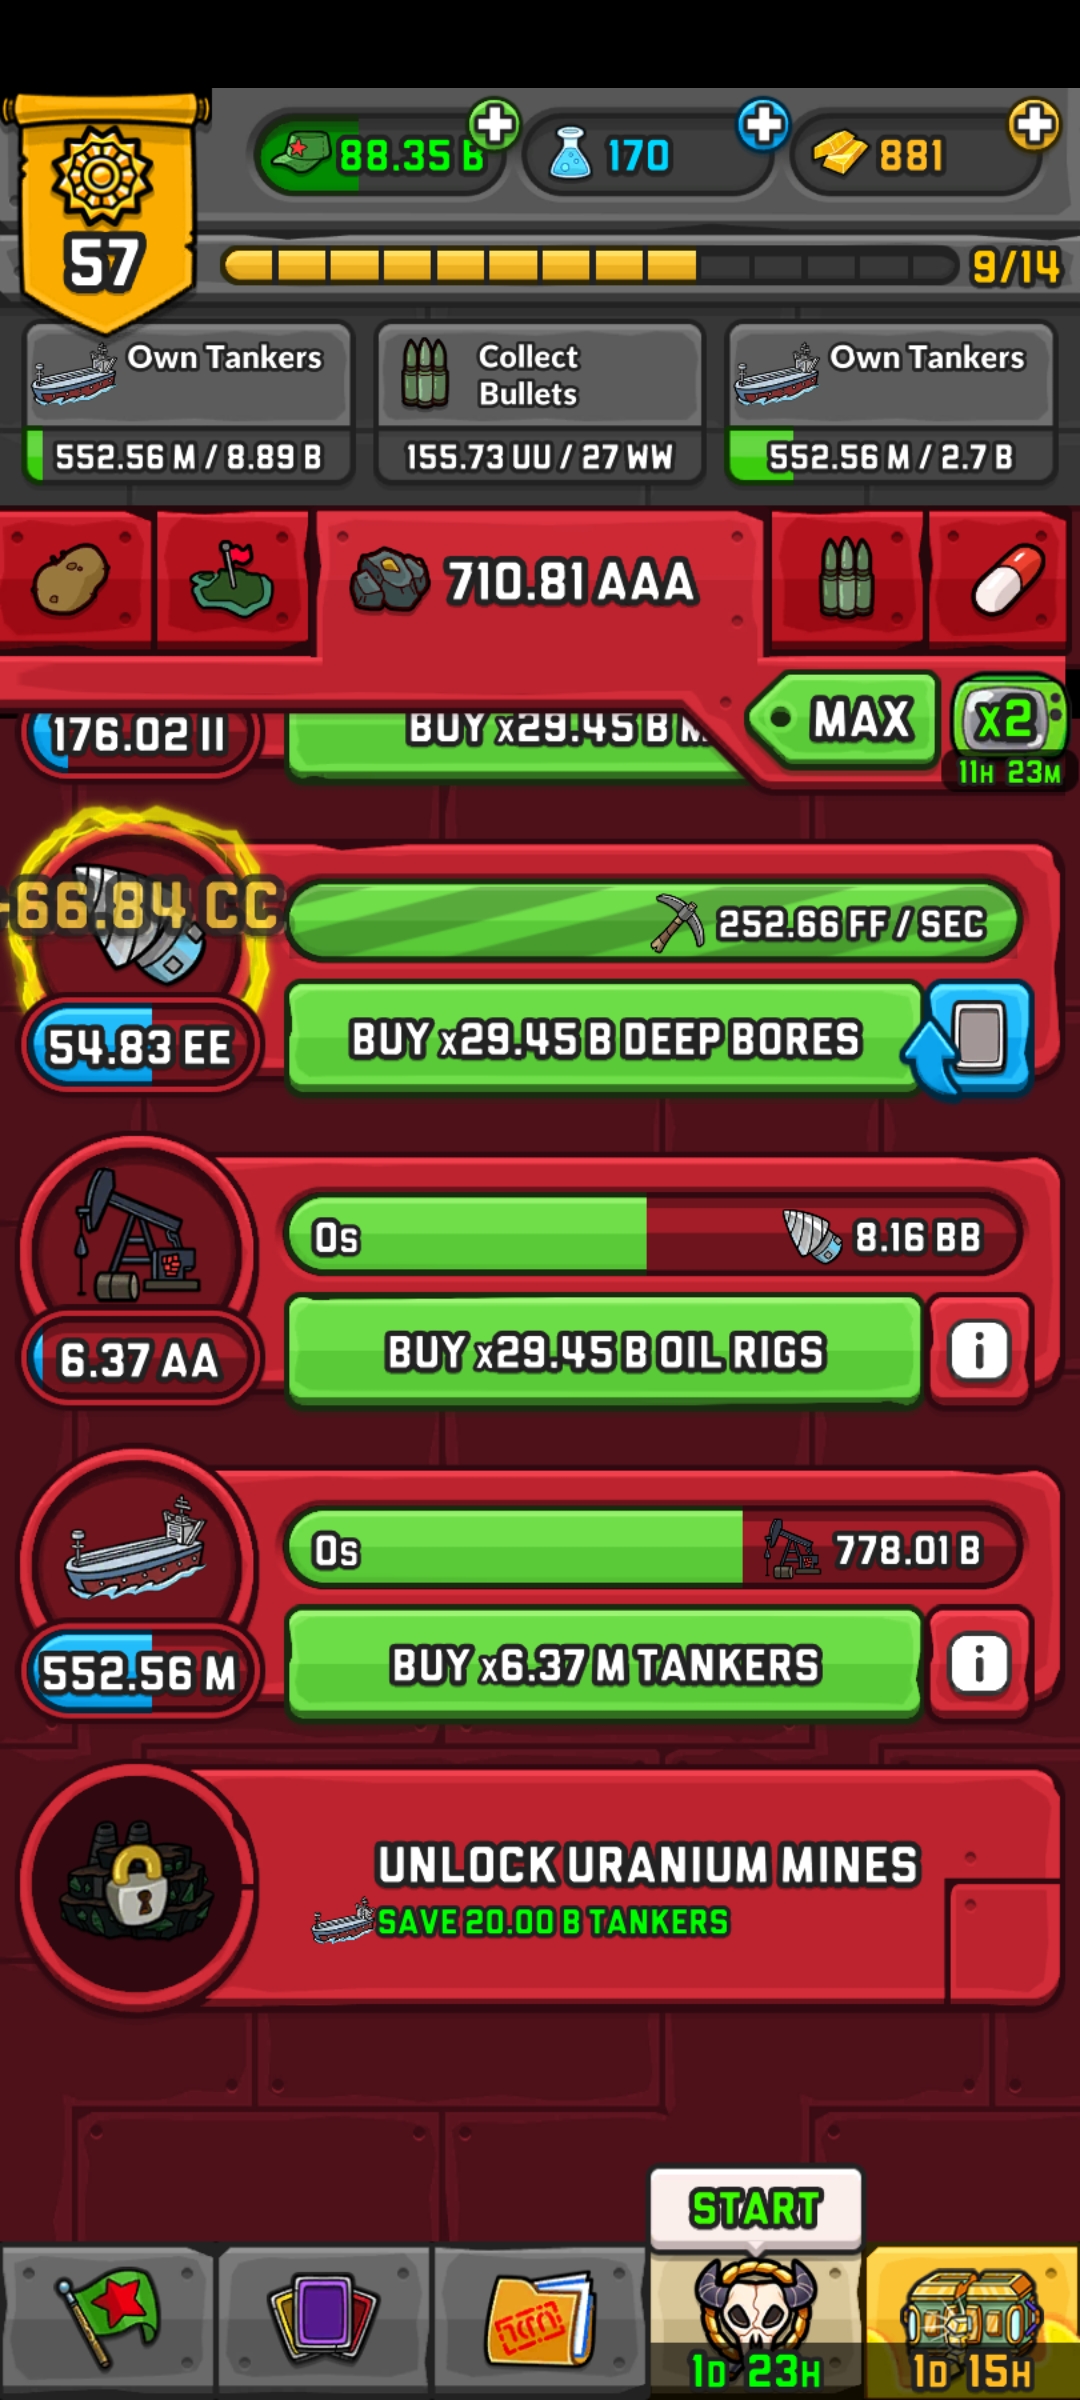 88.35 B
170
881
57
9/14
Own Tankers
552.56 M / 8.89 B
Collect
Bullets
155.73 UU / 27 WW
Own Tankers
552.56 M / 2.7 B
710.81 AAA
176.02 II
BUY x29.45 B
MAX
x2
11H 23M
66.84 CC
252.66 FF / SEC
54.83 EE
BUY x29.45 B DEEP BORES
0s
8.16 BB
6.37 AA
BUY x29.45 B OIL RIGS
i
0s
778.01 B
552.56 M
BUY x6.37 M TANKERS
i
UNLOCK URANIUM MINES
SAVE 20.00 B TANKERS
START
1D 23H
1D 15H